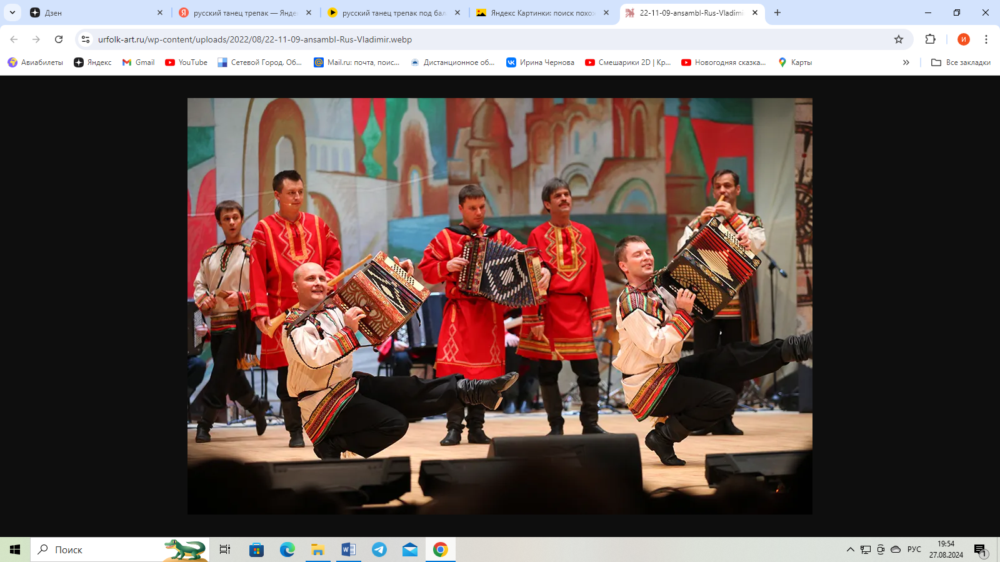 Дзен
русский танец трепак — Янде
русский танец трепак под бал
Яндекс Картинки: поиск похож
22-11-09-ansambl-Rus-Vladimi
urfolk-art.ru/wp-content/uploads/2022/08/22-11-09-ansambl-Rus-Vladimir.webp
И
Авиабилеты
Яндекс
Gmail
YouTube
Сетевой Город. Об...
Mail.ru: почта, поис...
Дистанционное об...
Ирина Чернова
Смешарики 2D | Кр...
Новогодняя сказка...
Карты
Все закладки
Поиск
РУС
19:54
27.08.2024
1